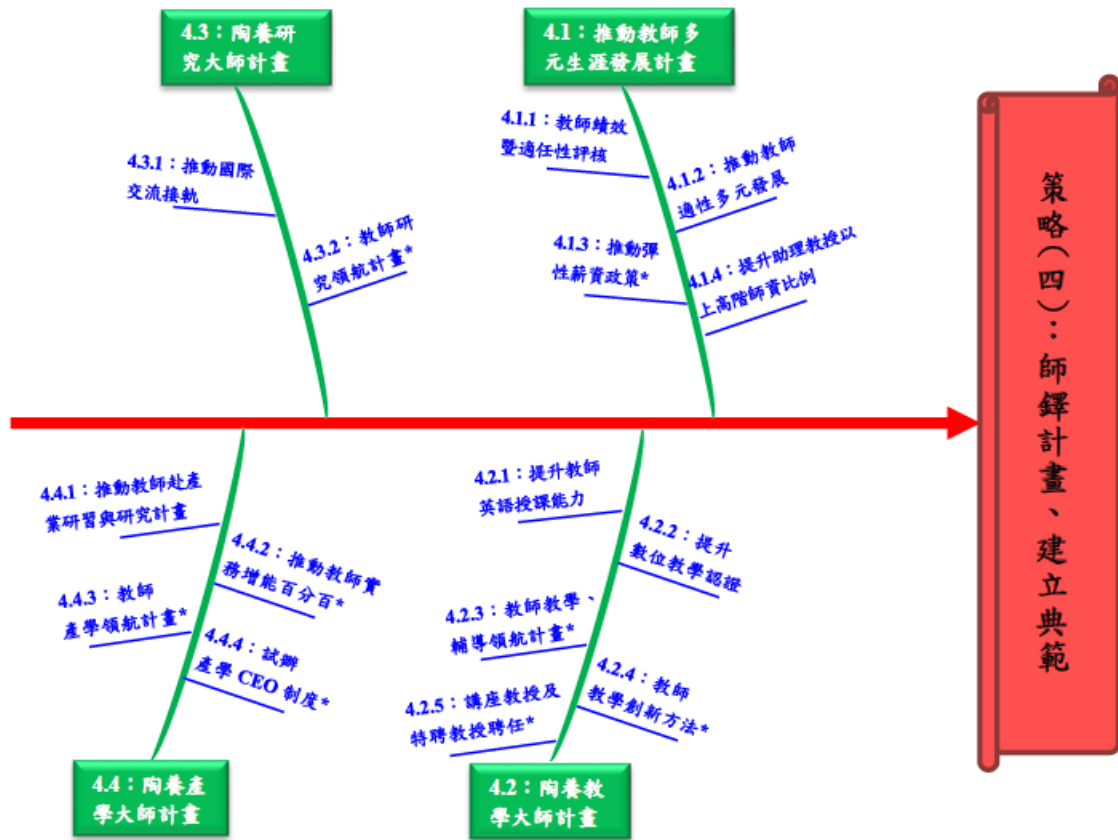 4.3：陶養研
究大師計畫
4.3.1：推動國際
交流接軌
4.3.2：教師研
究領航計畫*
4.1：推動教師多
元生涯發展計畫
4.1.1：教師績效
暨適任性評核
4.1.2：推動教師
適性多元發展
4.1.3：推動彈
性薪資政策*
4.1.4：提升助理教授以
上高階師資比例
策略(四)：師鐸計畫、建立典範
4.4.1：推動教師赴產
業研習與研究計畫
4.4.2：推動教師實
務增能百分百*
4.4.3：教師
產學領航計畫*
4.4.4：試辦
產學 CEO 制度*
4.4：陶養產
學大師計畫
4.2.1：提升教師
英語授課能力
4.2.2：提升
數位教學認證
4.2.3：教師教學、
輔導領航計畫*
4.2.4：教師
教學創新方法*
4.2.5：講座教授及
特聘教授聘任*
4.2：陶養教
學大師計畫